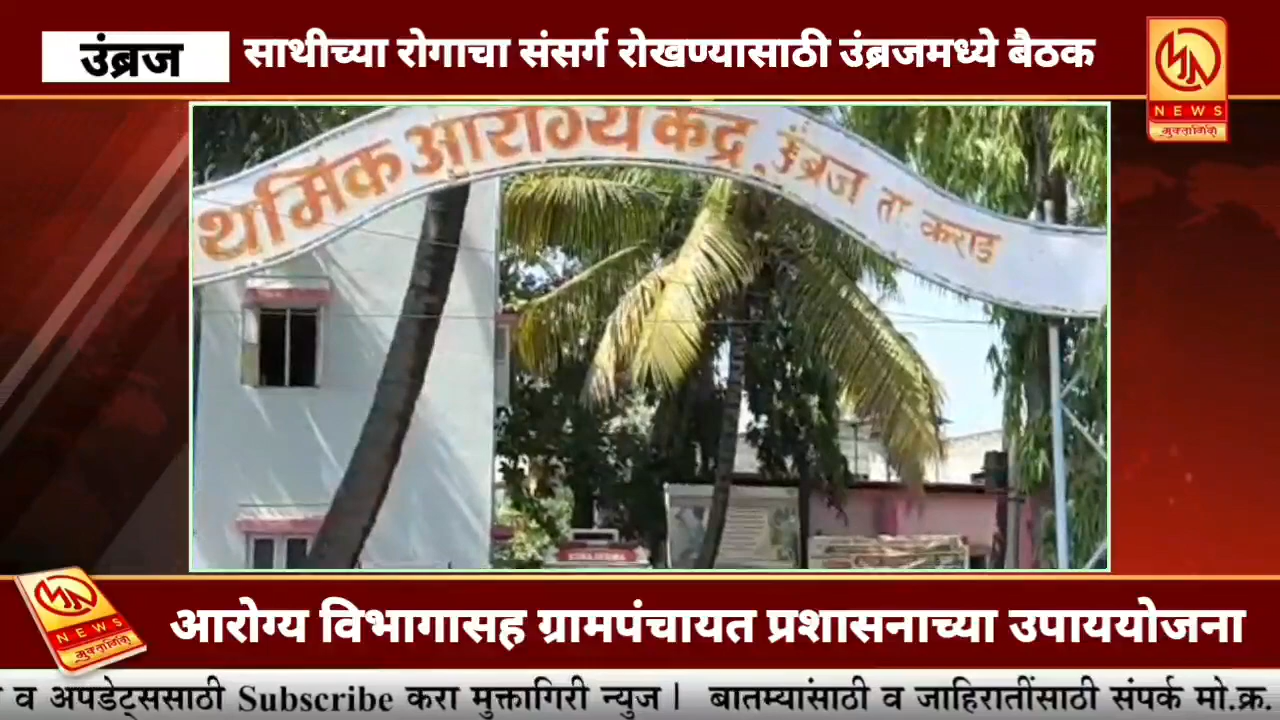 उंब्रज
साथीच्या रोगाचा संसर्ग रोखण्यासाठी उंब्रजमध्ये बैठक
NEWS
मुक्तागिरी
थमिक आरोग्य केंद्र उंब्रज ता कराड
NEWS
मुक्तागिरी
आरोग्य विभागासह ग्रामपंचायत प्रशासनाच्या उपाययोजना
व अपडेट्ससाठी Subscribe करा मुक्तागिरी न्युज | बातम्यांसाठी व जाहिरातींसाठी संपर्क मो.क्र.